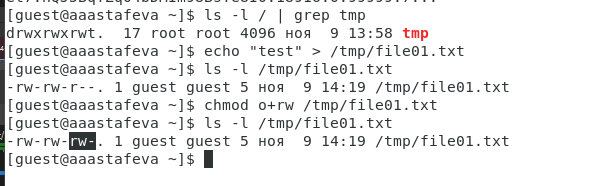 [guest@aaastafeva ~]$ ls -l / | grep tmp
drwxrwxrwt.  17 root root 4096 ноя  9 13:58 tmp
[guest@aaastafeva ~]$ echo "test" > /tmp/file01.txt
[guest@aaastafeva ~]$ ls -l /tmp/file01.txt
-rw-rw-r--. 1 guest guest 5 ноя  9 14:19 /tmp/file01.txt
[guest@aaastafeva ~]$ chmod o+rw /tmp/file01.txt
[guest@aaastafeva ~]$ ls -l /tmp/file01.txt
-rw-rw-rw-. 1 guest guest 5 ноя  9 14:19 /tmp/file01.txt
[guest@aaastafeva ~]$